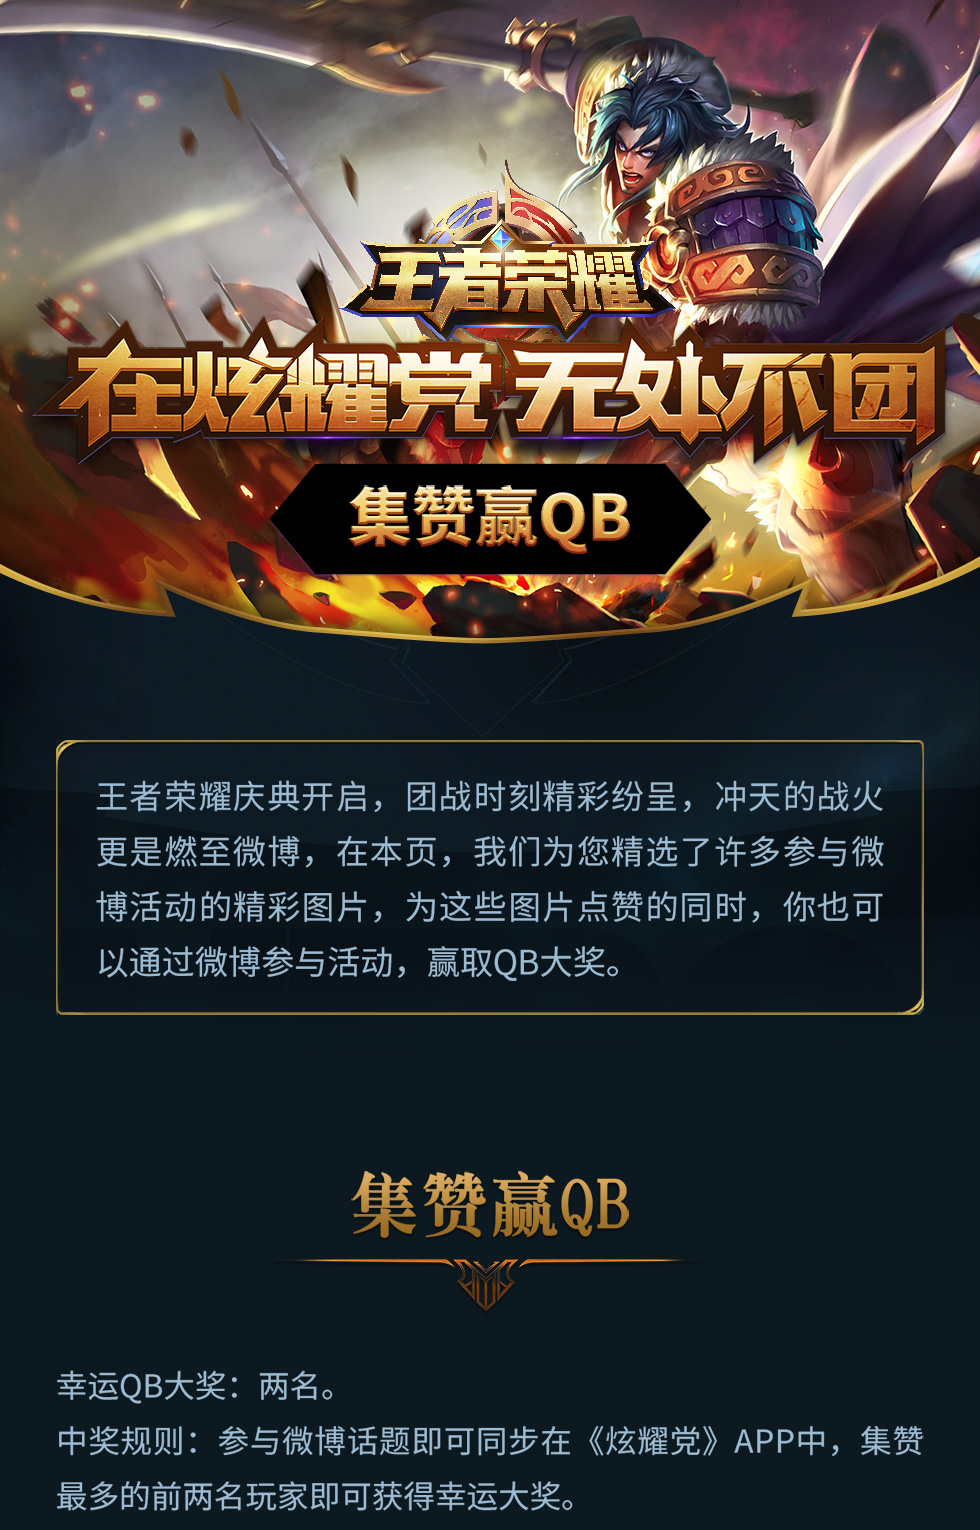 王者荣耀
在炫耀党 无处不团
集赞赢QB
王者荣耀庆典开启，团战时刻精彩纷呈，冲天的战火
更是燃至微博，在本页，我们为您精选了许多参与微
博活动的精彩图片，为这些图片点赞的同时，你也可
以通过微博参与活动，赢取QB大奖。
集赞赢QB
幸运QB大奖：两名。
中奖规则：参与微博话题即可同步在《炫耀党》APP中，集赞
最多的前两名玩家即可获得幸运大奖。